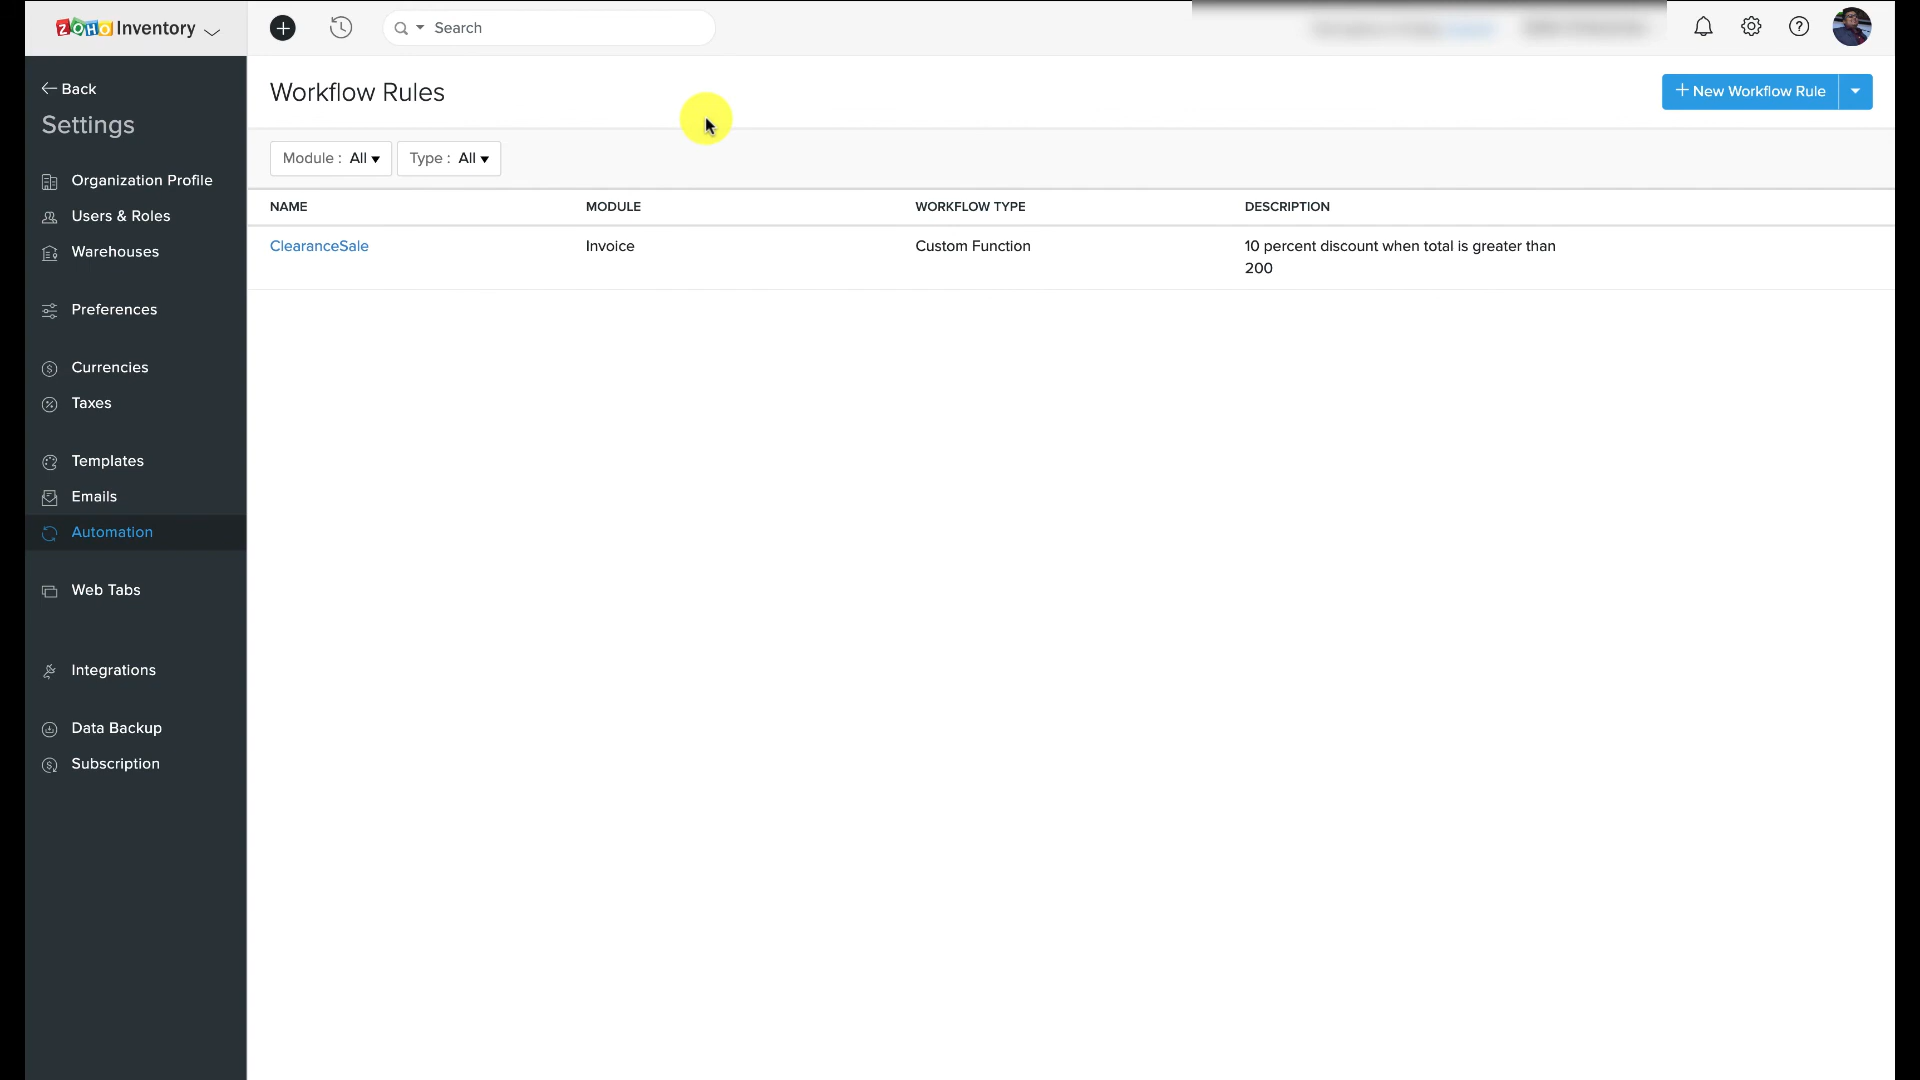 ZOHO Inventory
Search
Back
Settings
Organization Profile
Users & Roles
Warehouses
Preferences
Currencies
Taxes
Templates
Emails
Automation
Web Tabs
Integrations
Data Backup
Subscription
Workflow Rules
+ New Workflow Rule
Module : All Type : All
NAME MODULE WORKFLOW TYPE DESCRIPTION
ClearanceSale Invoice Custom Function 10 percent discount when total is greater than
200